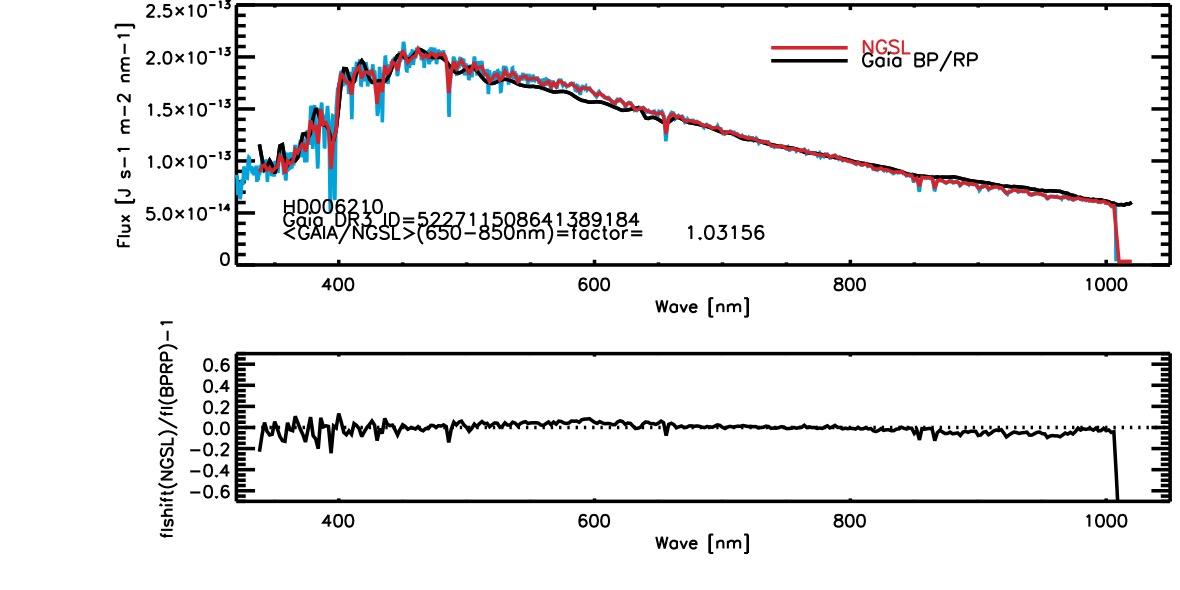 2.5×10−13
2.0×10−13
1.5×10−13
1.0×10−13
5.0×10−14
0
Flux [J s−1 m−2 nm−1]
NGSL
Gaia BP/RP
HD006210
Gaia DR3 ID=522711508641389184
<GAIA/NGSL>(650−850nm)=factor= 1.03156
400 600 800 1000
Wave [nm]
0.6
0.4
0.2
0.0
−0.2
−0.4
−0.6
flshift(NGSL)/fl(BPRP)−1
400 600 800 1000
Wave [nm]